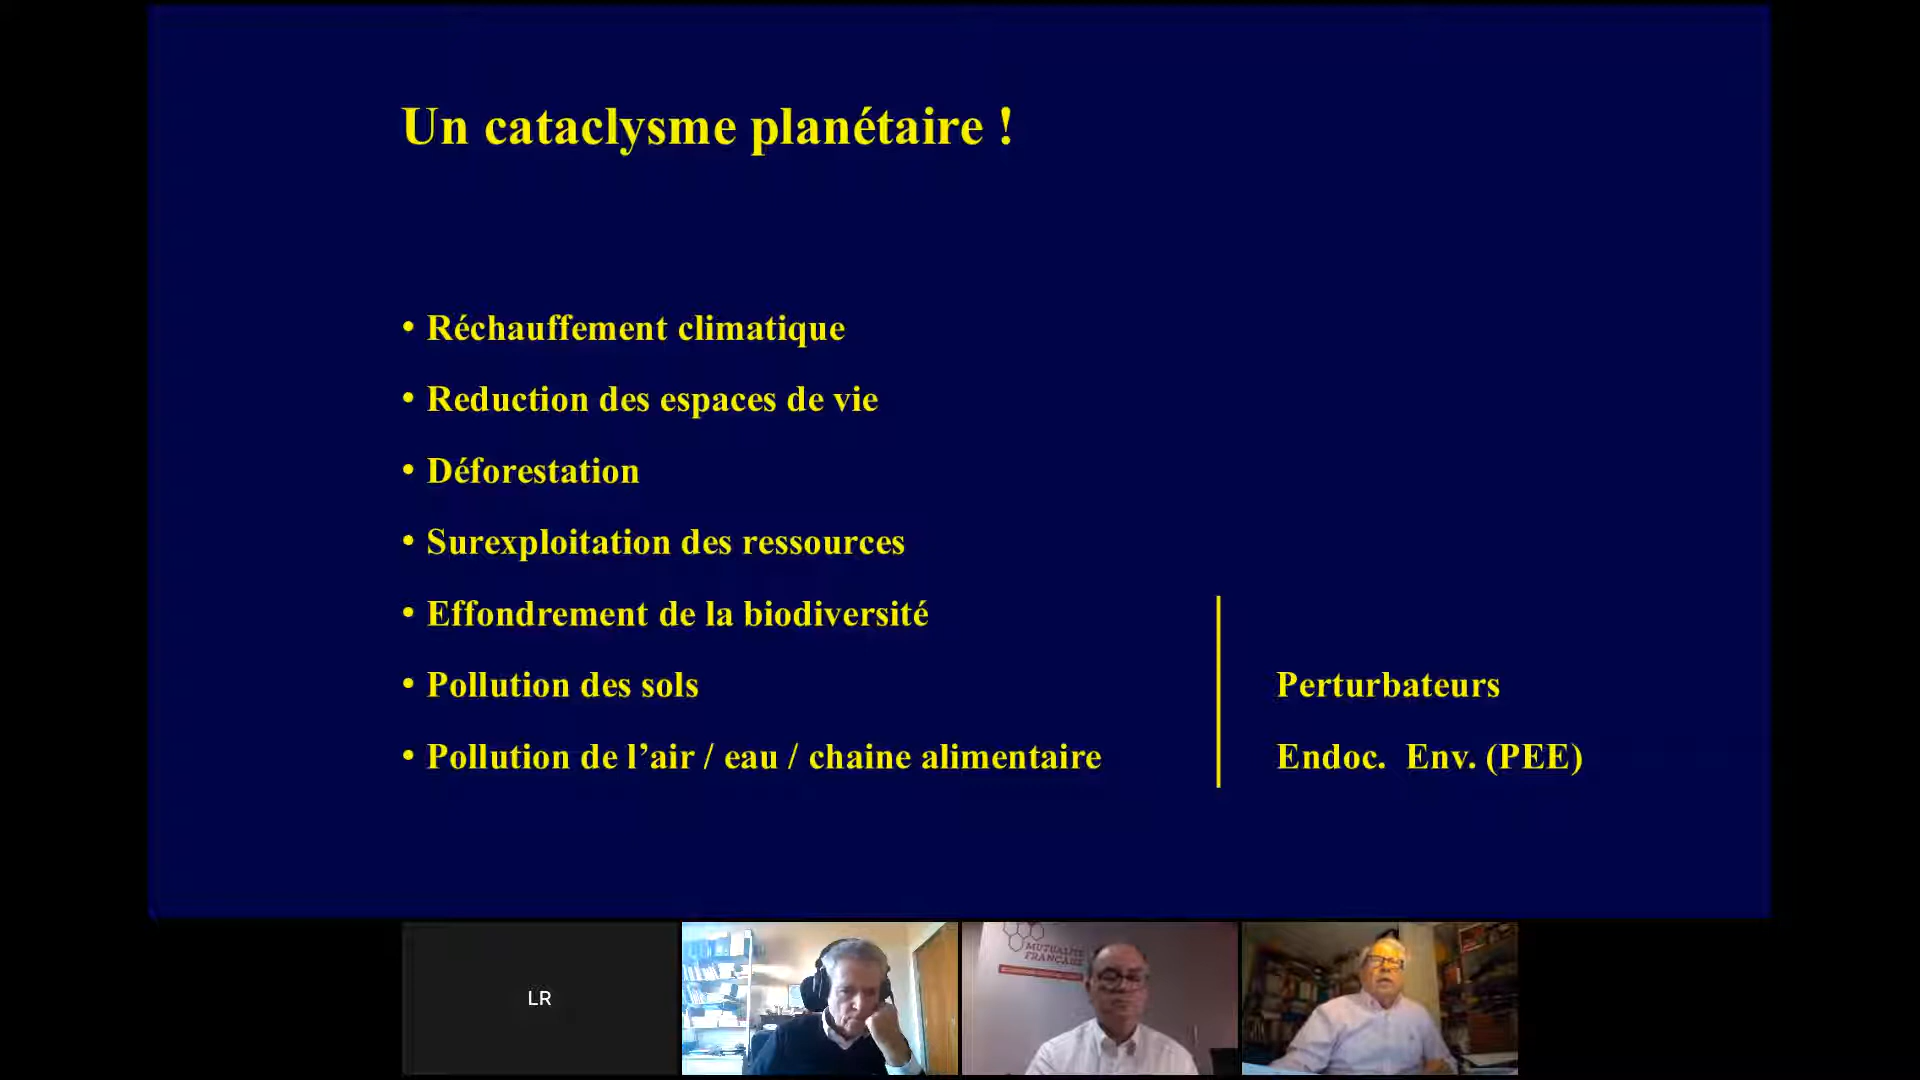 Un cataclysme planétaire !
• Réchauffement climatique
• Reduction des espaces de vie
• Déforestation
• Surexploitation des ressources
• Effondrement de la biodiversité
• Pollution des sols
Perturbateurs
• Pollution de l’air / eau / chaine alimentaire
Endoc. Env. (PEE)
LR
MUTUALITÉ
FRANÇAISE